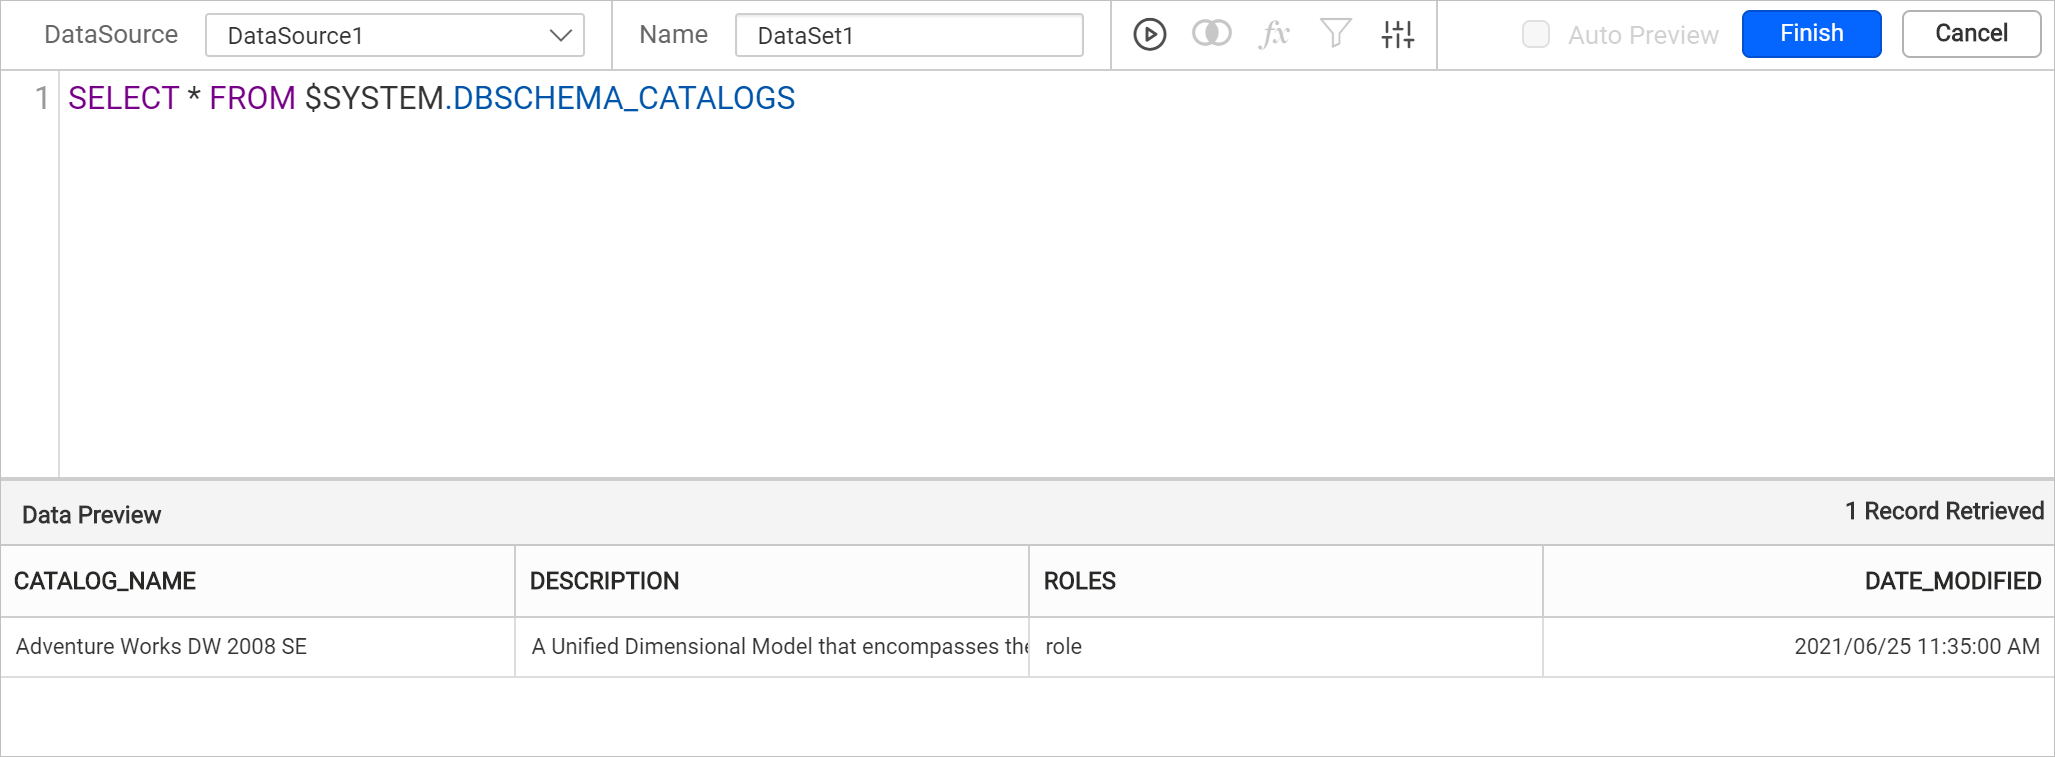 DataSource DataSource1 Name DataSet1 fx Auto Preview Finish Cancel
1 SELECT * FROM $SYSTEM.DBSCHEMA_CATALOGS
Data Preview 1 Record Retrieved
CATALOG_NAME DESCRIPTION ROLES DATE_MODIFIED
Adventure Works DW 2008 SE A Unified Dimensional Model that encompasses the role 2021/06/25 11:35:00 AM